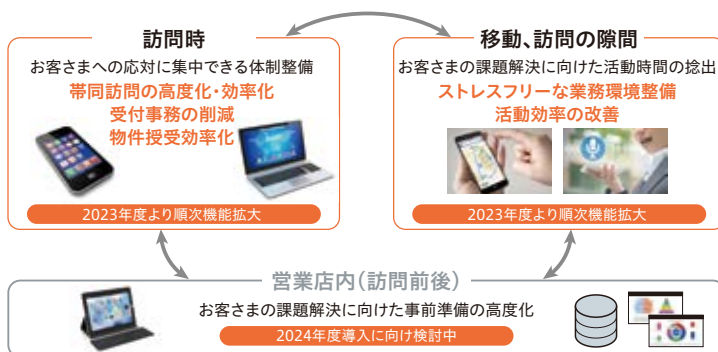 訪問時
お客さまへの応対に集中できる体制整備
帯同訪問の高度化・効率化
受付事務の削減
物件授受効率化
2023年度より順次機能拡大
移動、訪問の隙間
お客さまの課題解決に向けた活動時間の捻出
ストレスフリーな業務環境整備
活動効率の改善
2023年度より順次機能拡大
営業店内(訪問前後)
お客さまの課題解決に向けた事前準備の高度化
2024年度導入に向け検討中